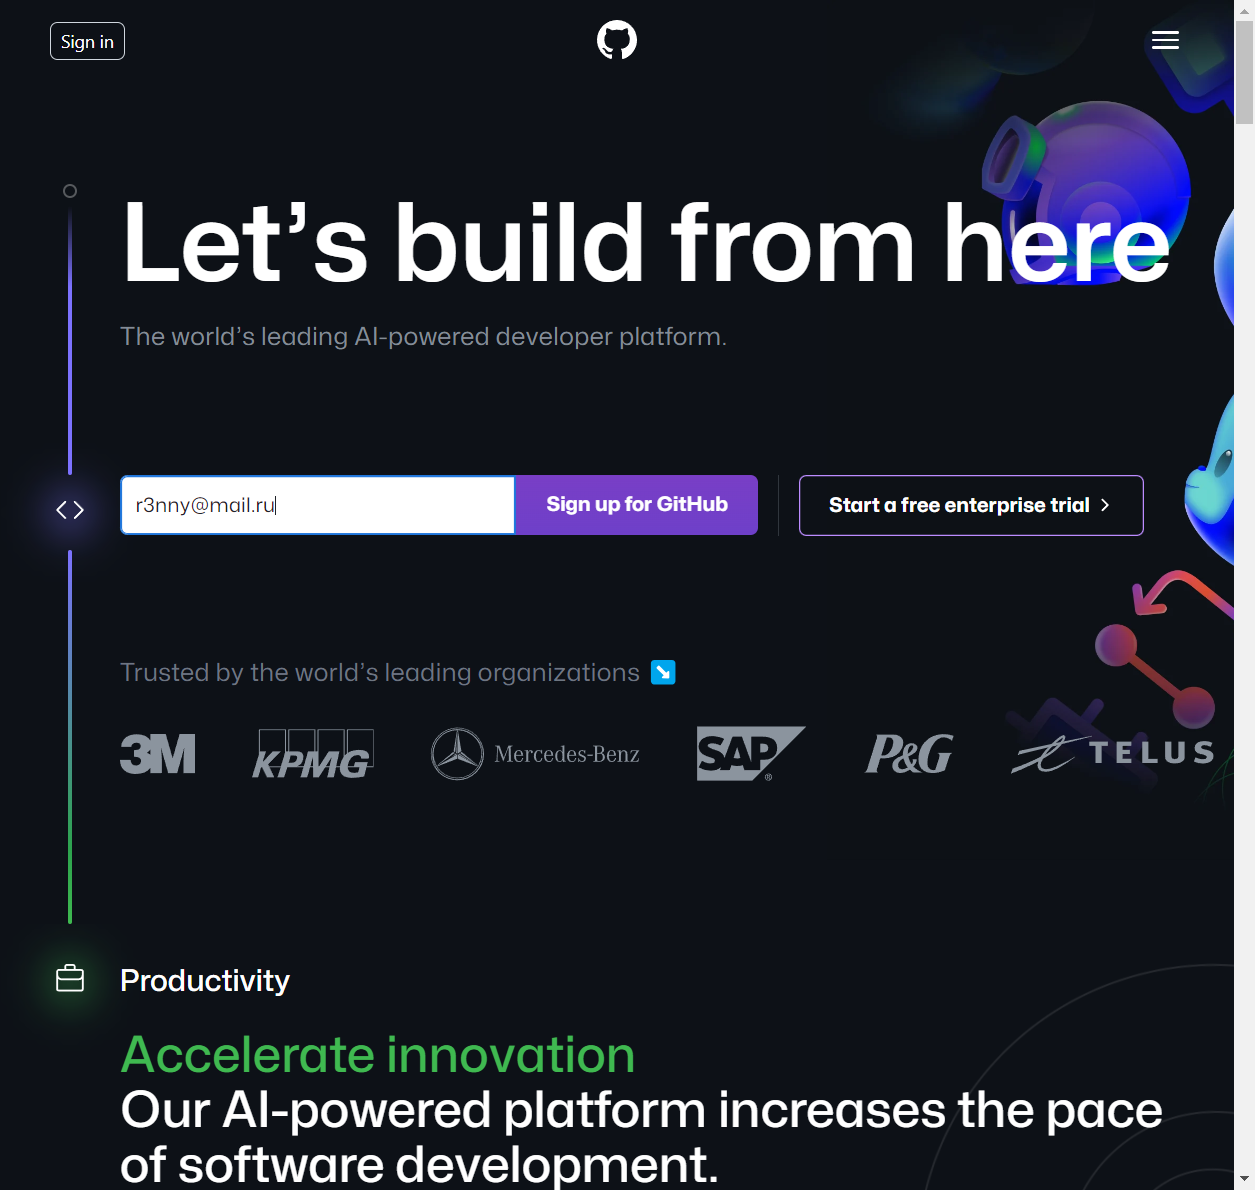 Sign in
Let’s build from here
The world’s leading AI-powered developer platform.
r3nny@mail.ru
Sign up for GitHub
Start a free enterprise trial
Trusted by the world’s leading organizations
3M
KPMG
Mercedes-Benz
SAP®
P&G
TELUS
Productivity
Accelerate innovation
Our AI-powered platform increases the pace
of software development.